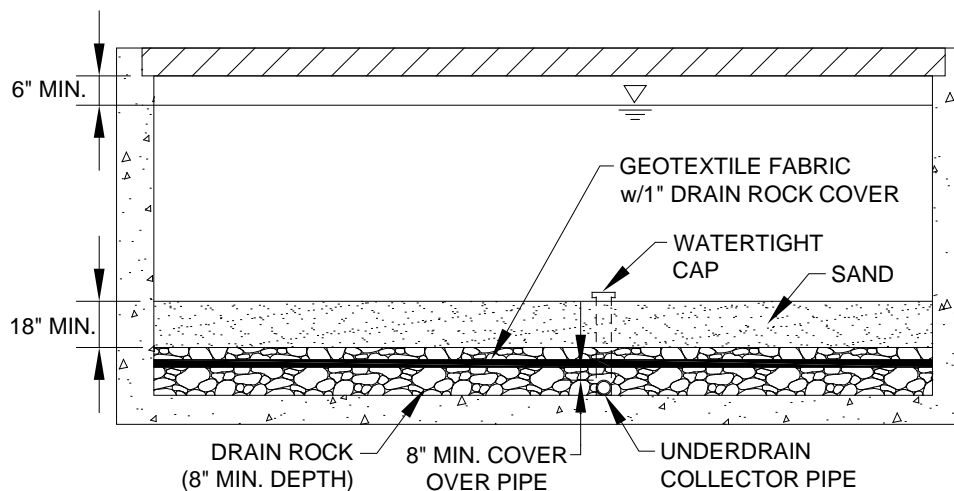 6" MIN.
GEOTEXTILE FABRIC
w/1" DRAIN ROCK COVER
WATERTIGHT
CAP
SAND
18" MIN.
DRAIN ROCK
(8" MIN. DEPTH)
8" MIN. COVER
OVER PIPE
UNDERDRAIN
COLLECTOR PIPE